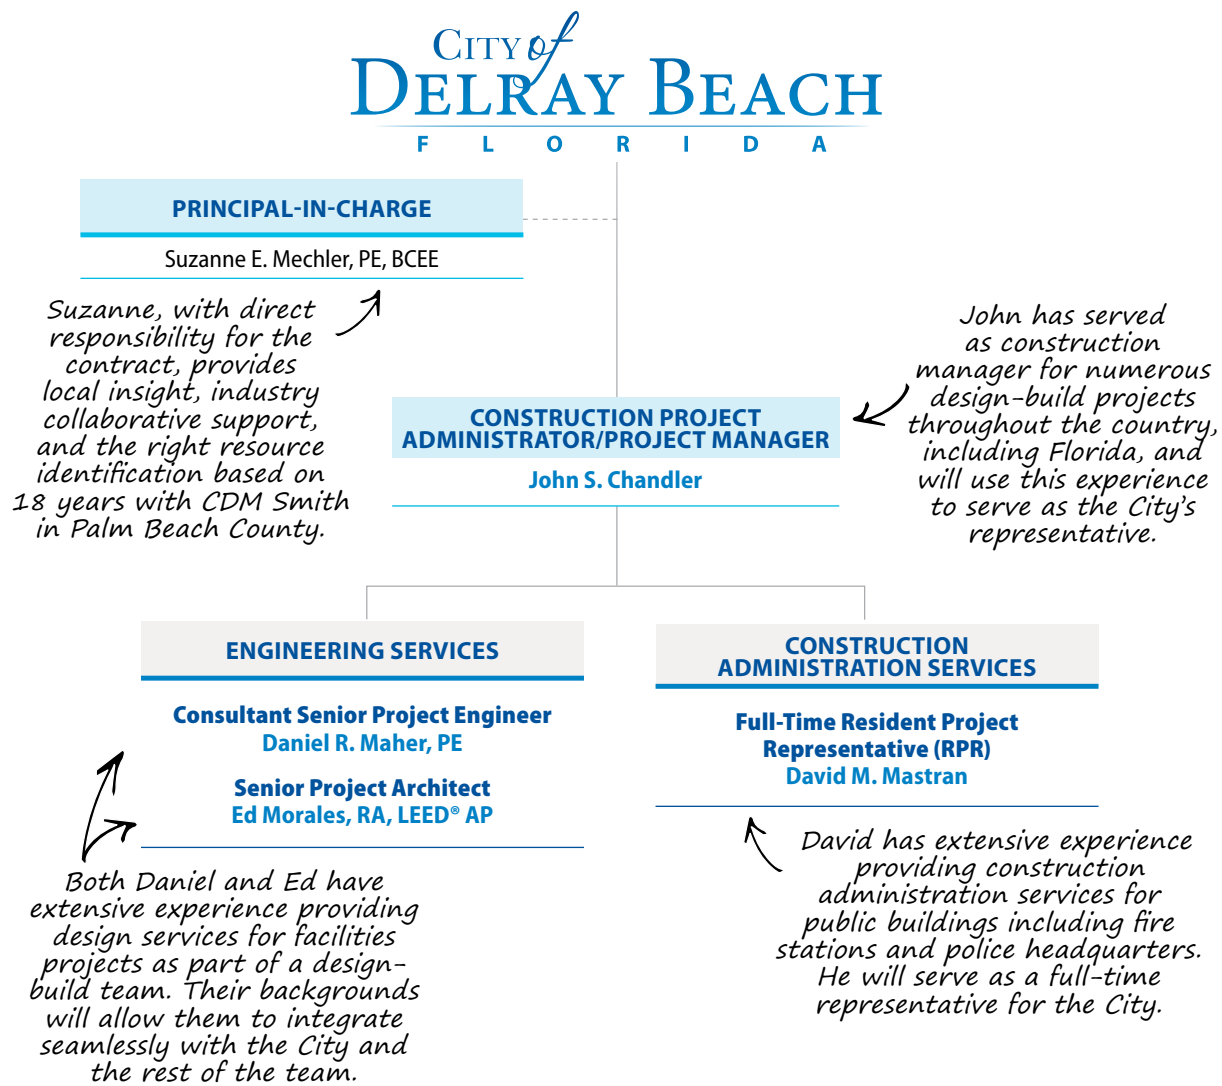 CITY of
DELRAY BEACH
FLORIDA
PRINCIPAL-IN-CHARGE
Suzanne E. Mechler, PE, BCEE
Suzanne, with direct
responsibility for the
contract, provides
local insight, industry
collaborative support,
and the right resource
identification based on
18 years with CDM Smith
in Palm Beach County.
John has served
as construction
manager for numerous
design-build projects
throughout the country,
including Florida, and
will use this experience
to serve as the City's
representative.
CONSTRUCTION PROJECT
ADMINISTRATOR/PROJECT MANAGER
John S. Chandler
ENGINEERING SERVICES
Consultant Senior Project Engineer
Daniel R. Maher, PE
Senior Project Architect
Ed Morales, RA, LEED® AP
Both Daniel and Ed have
extensive experience providing
design services for facilities
projects as part of a design-
build team. Their backgrounds
will allow them to integrate
seamlessly with the City and
the rest of the team.
CONSTRUCTION
ADMINISTRATION SERVICES
Full-Time Resident Project
Representative (RPR)
David M. Mastran
David has extensive experience
providing construction
administration services for
public buildings including fire
stations and police headquarters.
He will serve as a full-time
representative for the City.